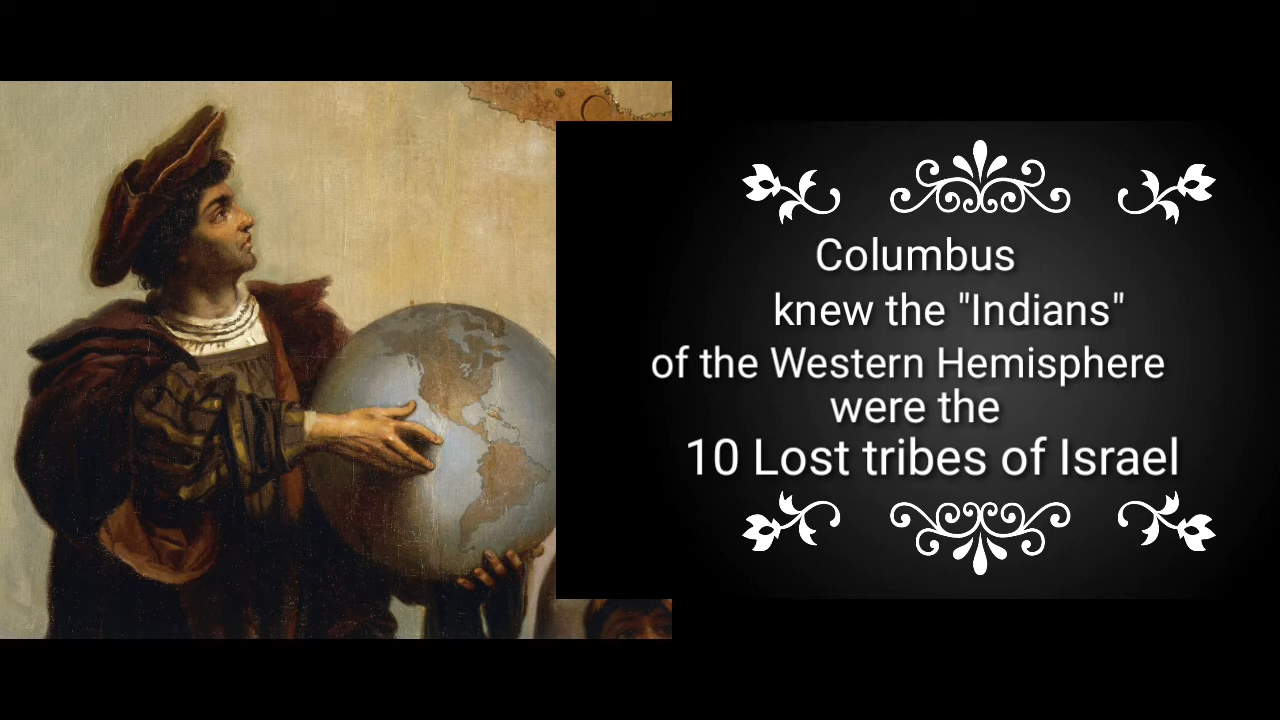 Columbus
knew the "Indians"
of the Western Hemisphere
were the
10 Lost tribes of Israel